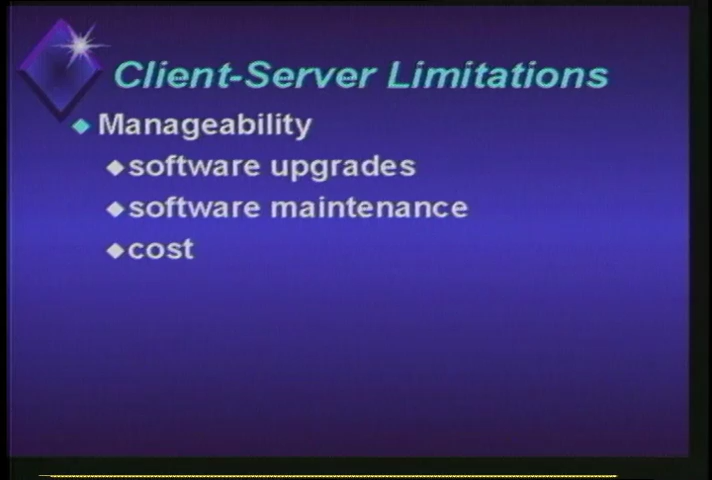 Client-Server Limitations
Manageability
software upgrades
software maintenance
cost